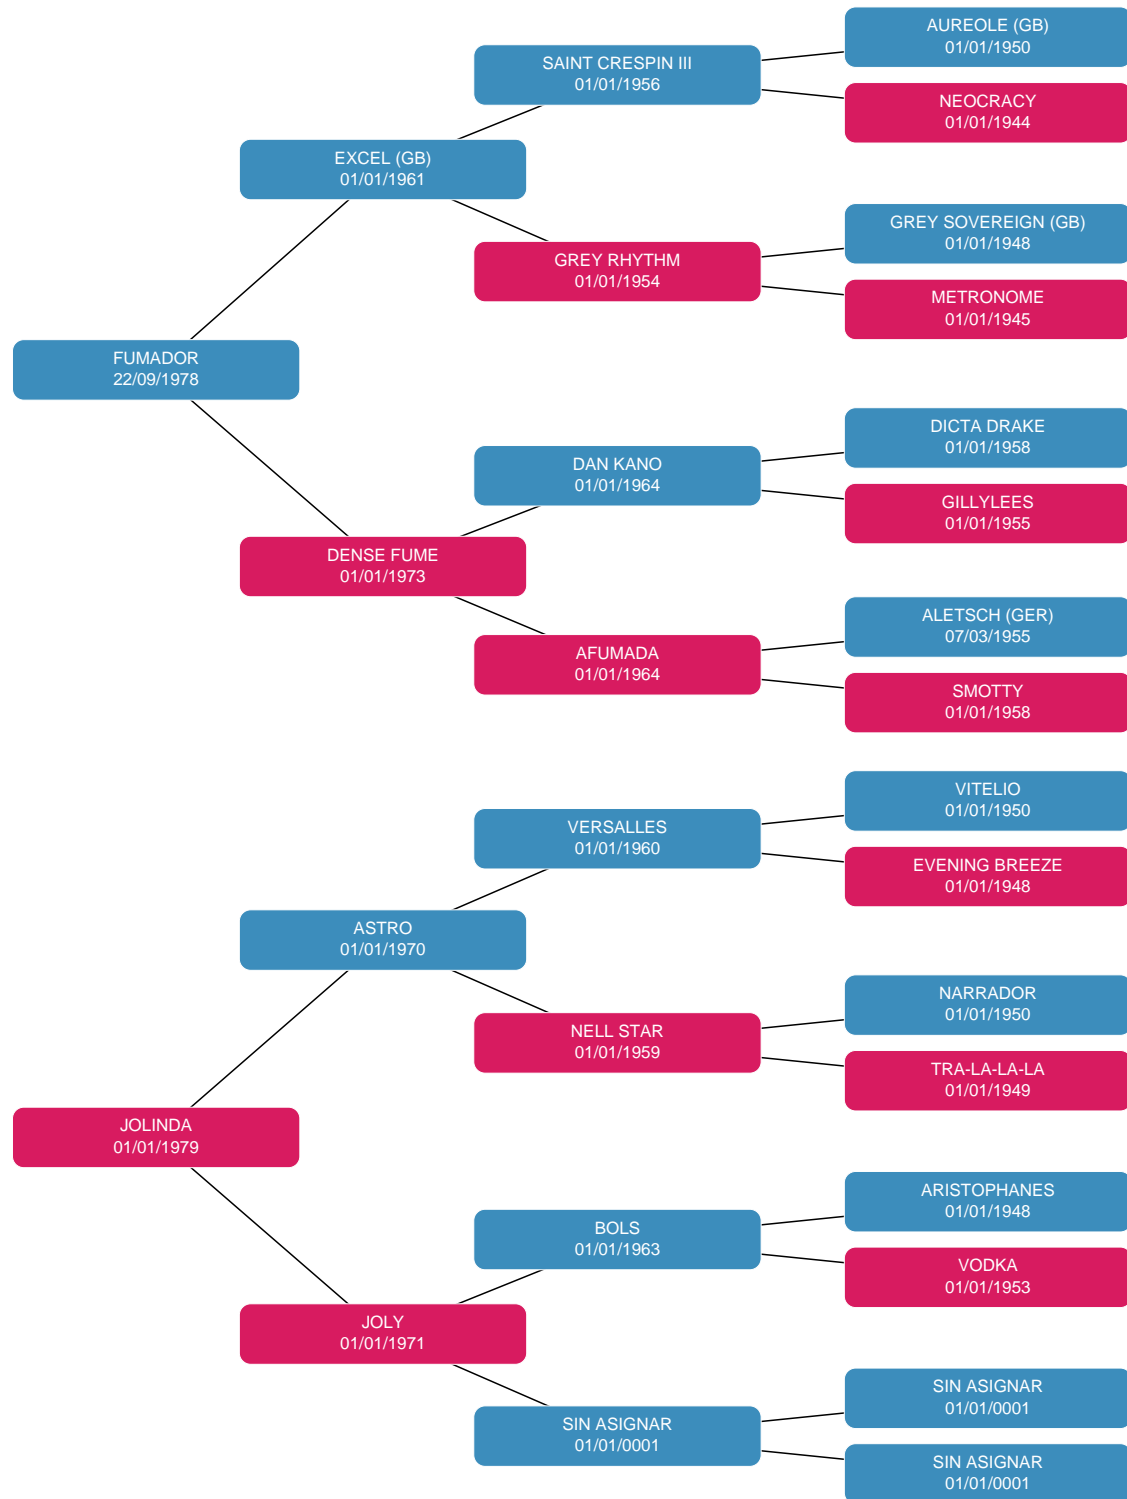 AUREOLE (GB)
01/01/1950
SAINT CRESPIN III
01/01/1956
NEOCRACY
01/01/1944
EXCEL (GB)
01/01/1961
GREY SOVEREIGN (GB)
01/01/1948
GREY RHYTHM
01/01/1954
METRONOME
01/01/1945
FUMADOR
22/09/1978
DICTA DRAKE
01/01/1958
DAN KANO
01/01/1964
GILLYLEES
01/01/1955
DENSE FUME
01/01/1973
ALETSCH (GER)
07/03/1955
AFUMADA
01/01/1964
SMOTTY
01/01/1958
VITELIO
01/01/1950
VERSALLES
01/01/1960
EVENING BREEZE
01/01/1948
ASTRO
01/01/1970
NARRADOR
01/01/1950
NELL STAR
01/01/1959
TRA-LA-LA-LA
01/01/1949
JOLINDA
01/01/1979
ARISTOPHANES
01/01/1948
BOLS
01/01/1963
VODKA
01/01/1953
JOLY
01/01/1971
SIN ASIGNAR
01/01/0001
SIN ASIGNAR
01/01/0001
SIN ASIGNAR
01/01/0001